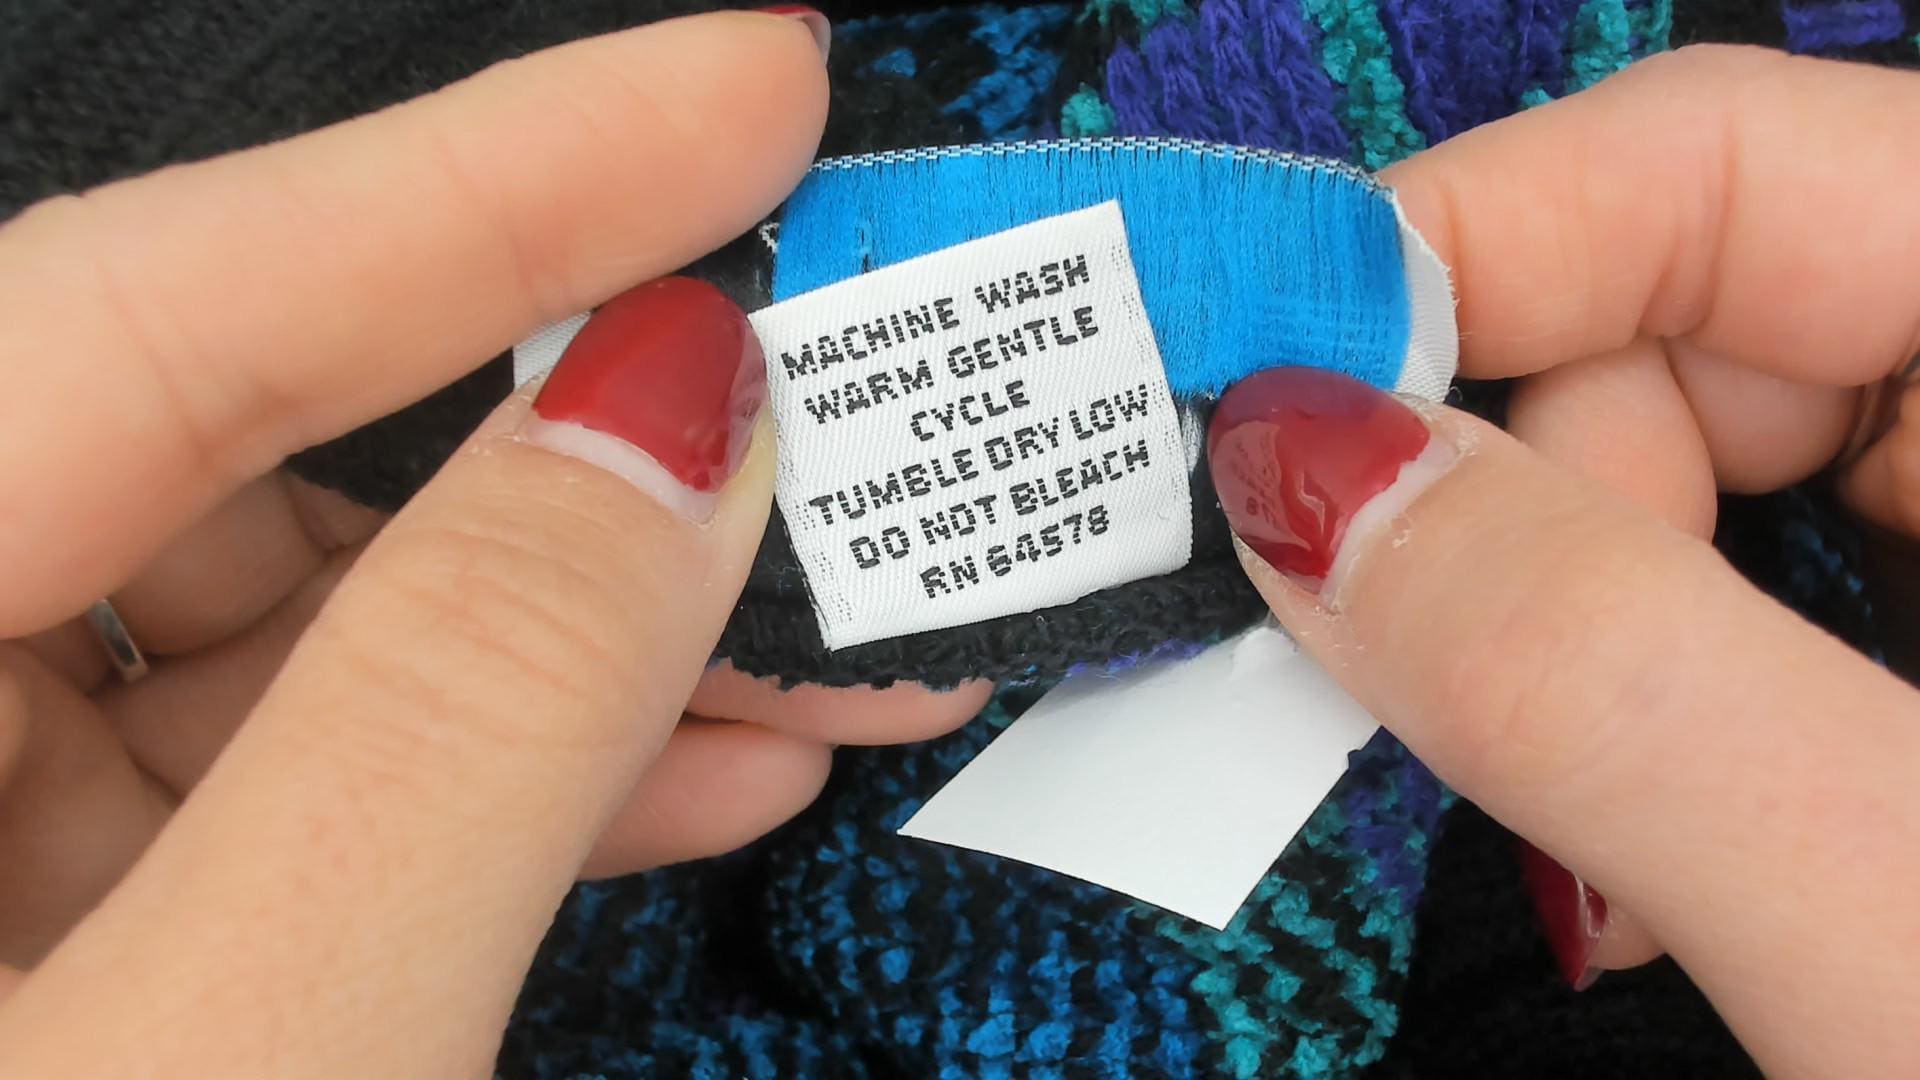 MACHINE WASH
WARM GENTLE
CYCLE
TUMBLE DRY LOW
DO NOT BLEACH
RN 64578